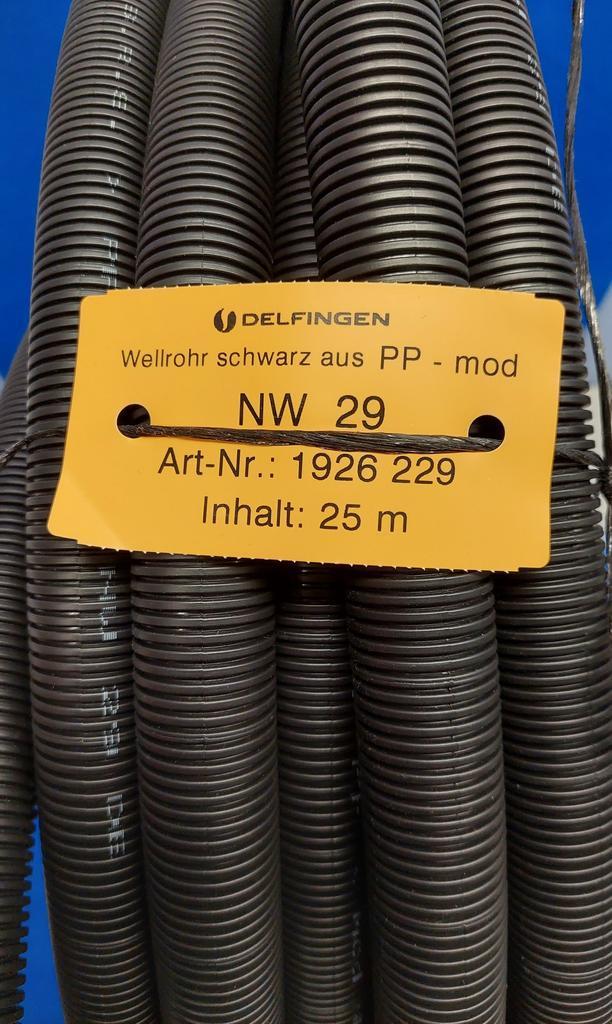 DELFINGEN
Wellrohr schwarz aus PP - mod
NW 29
Art-Nr.: 1926 229
Inhalt: 25 m